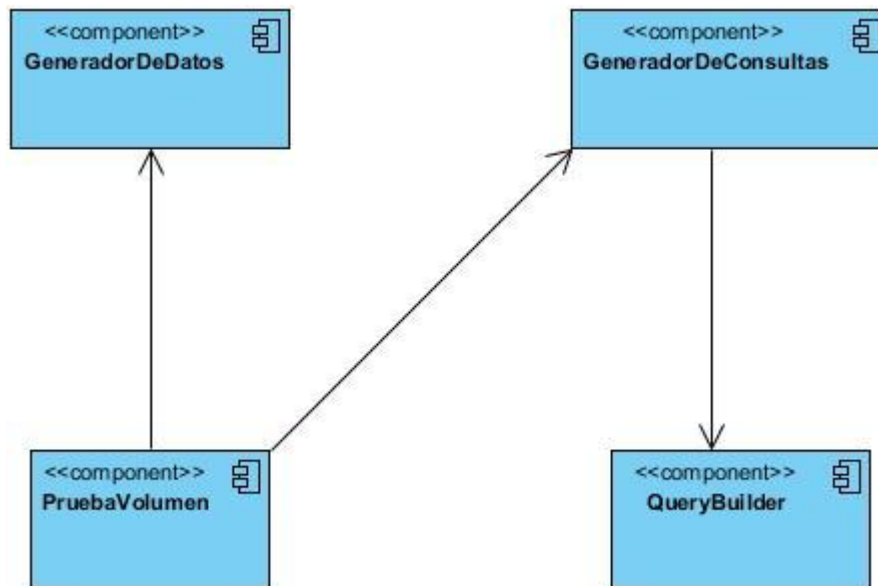 <<component>>
GeneradorDeDatos
<<component>>
GeneradorDeConsultas
<<component>>
PruebaVolumen
<<component>>
QueryBuilder